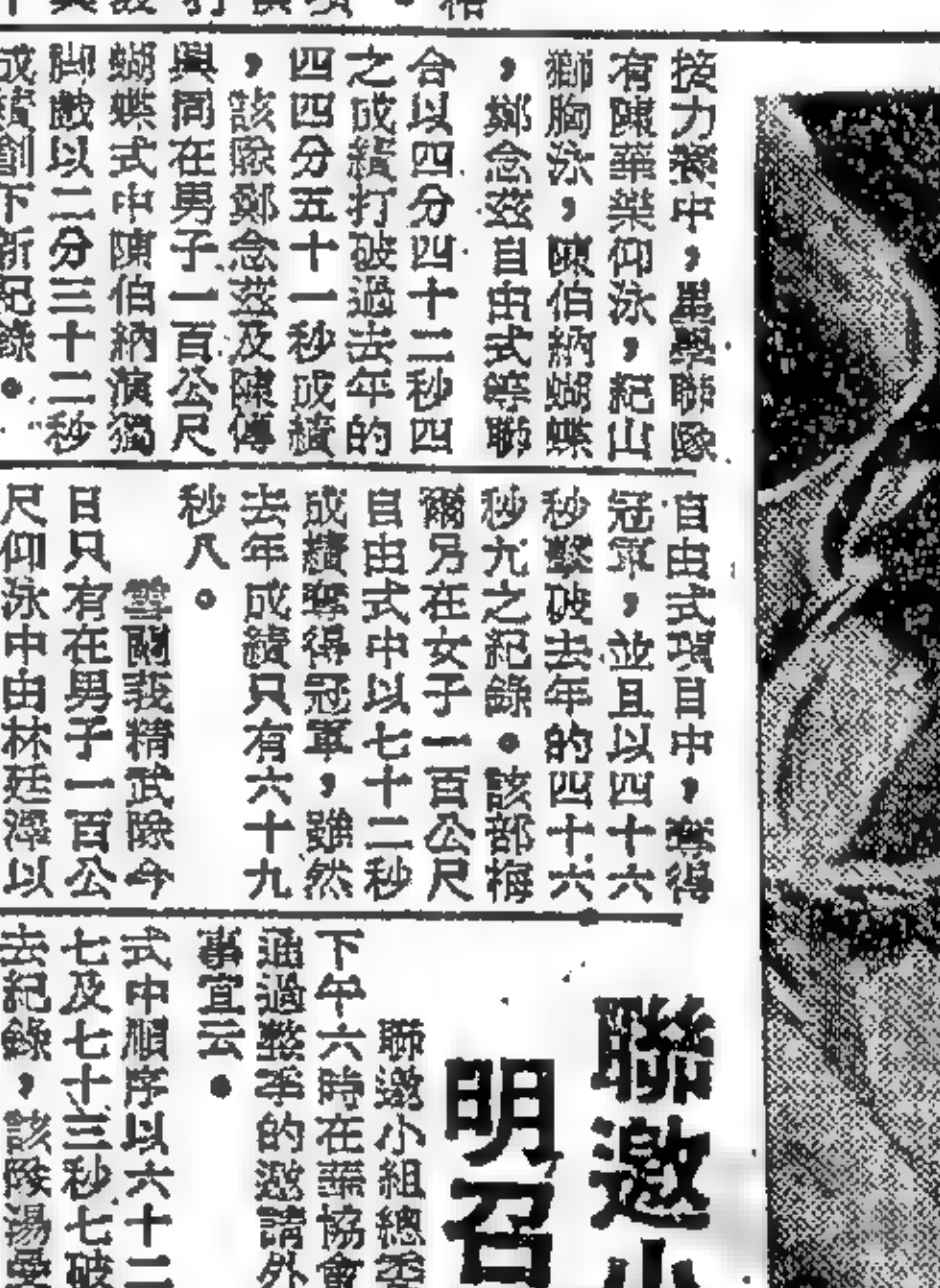 接力賽中，畢學聯隊
有陳華樂仰泳，紀山
獅胸泳，陳伯納蝴蝶
，鄭念茲自由式等聯
合以四分四十二秒四
之成績打破過去年的
四四分五十一秒成績
，該隊鄭念茲及陳傳
興同在男子一百公尺
蝴蝶式中陳伯納演獨
脚戲以二分三十二秒
成績創下新紀錄。
自由式項目中，奪得
冠軍，並且以四十六
秒擊破去年的四十六
秒九之紀錄。該部梅
爾另在女子一百公尺
自由式中以七十二秒
成績奪得冠軍，雖然
去年成績只有六十九
秒八。
雪蘭莪精武除今
日只有在男子一百公
尺仰泳中由林廷澤以
聯邀小
明召
聯邀小組總委
下午六時在華協會
通過整年的邀請外
事宜云。
式中順序以六十二
七及七十三秒七破
去紀錄，該隊湯